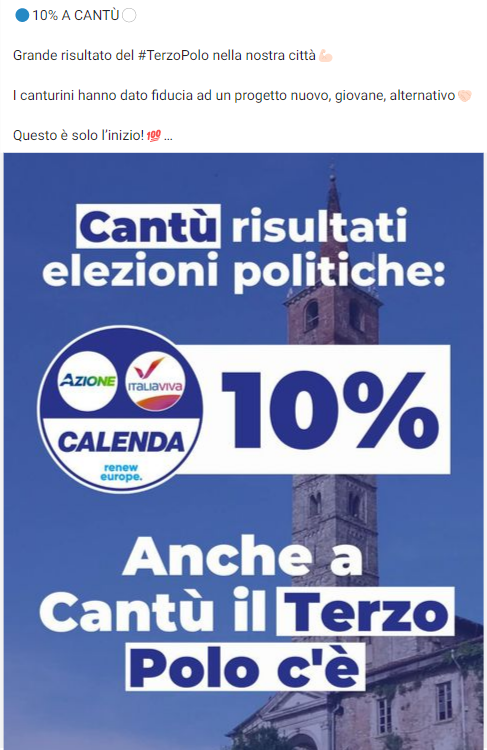 🔵10% A CANTÙ⚪
Grande risultato del #TerzoPolo nella nostra città💪🏻
I canturini hanno dato fiducia ad un progetto nuovo, giovane, alternativo👊🏻
Questo è solo l’inizio!💯 ...
Cantù risultati
elezioni politiche:
AZIONE
ITALIAVIVA
CALENDA
renew
europe.
10%
Anche a
Cantù il Terzo
Polo c'è